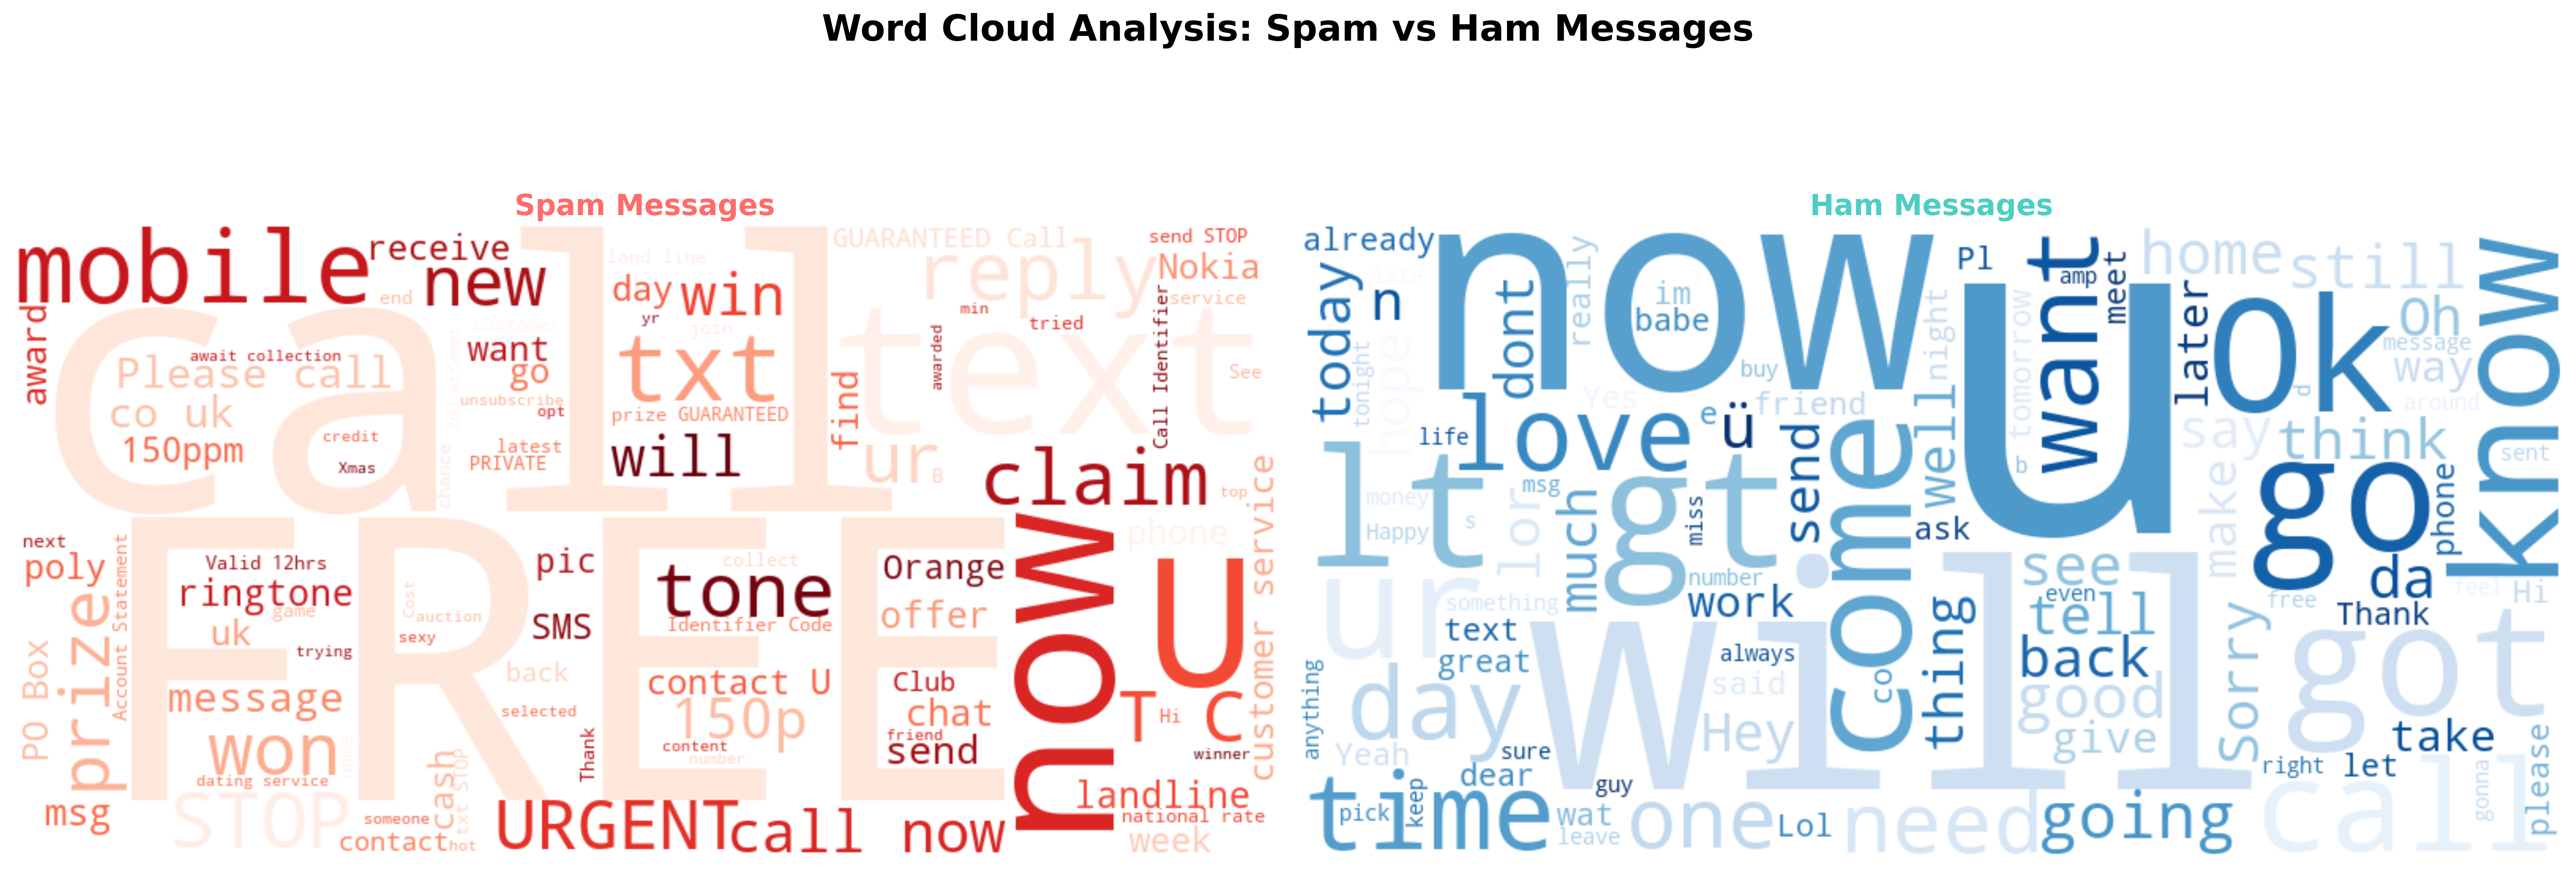 Word Cloud Analysis: Spam vs Ham Messages
Spam Messages
mobile
receive
new
end
call
land line
day
win
yr
join
GUARANTEED Call
reply
send STOP
Nokia
service
min
tried
text
See
award
await collection
Please call
co uk
150ppm
credit
Xmas
customer
want
go
unsubscribe
opt
latest
PRIVATE
chance
2nd attempt
txt
prize GUARANTEED
will
find
awarded
Call Identifier
ur
B
claim
top
next
poly
prize
Account Statement
PO Box
msg
FREE
Valid 12hrs
ringtone
game
uk
trying
message
won
dating service
STOP
name
Cost
auction
sexy
cash
txt STOP
someone
contact
hot
pic
SMS
back
selected
Thank
collect
tone
Identifier Code
contact U
150p
content
number
Orange
offer
Club
chat
friend
send
URGENT
call now
now
phone
U
T C
Hi
winner
customer service
landline
national rate
week
Ham Messages
already
late
today
n
tonight
hope
now
dont
really
im
babe
buy
Pl
want
amp
meet
home
still
know
u
night
tomorrow
b
later
Ok
d
Oh
message
way
around
life
love
Yes
e
friend
ü
send
well
say
think
sent
lt
money
Happy
s
msg
lor
much
gt
miss
come
ask
make
go
phone
ur
something
number
work
text
great
always
said
Hey
will
co
thing
see
even
tell
back
good
give
Sorry
free
da
Thank
feel
Hi
got
take
anything
day
Yeah
sure
dear
guy
right
let
please
time
pick
keep
wat
leave
one
Lol
need
going
call
gonna